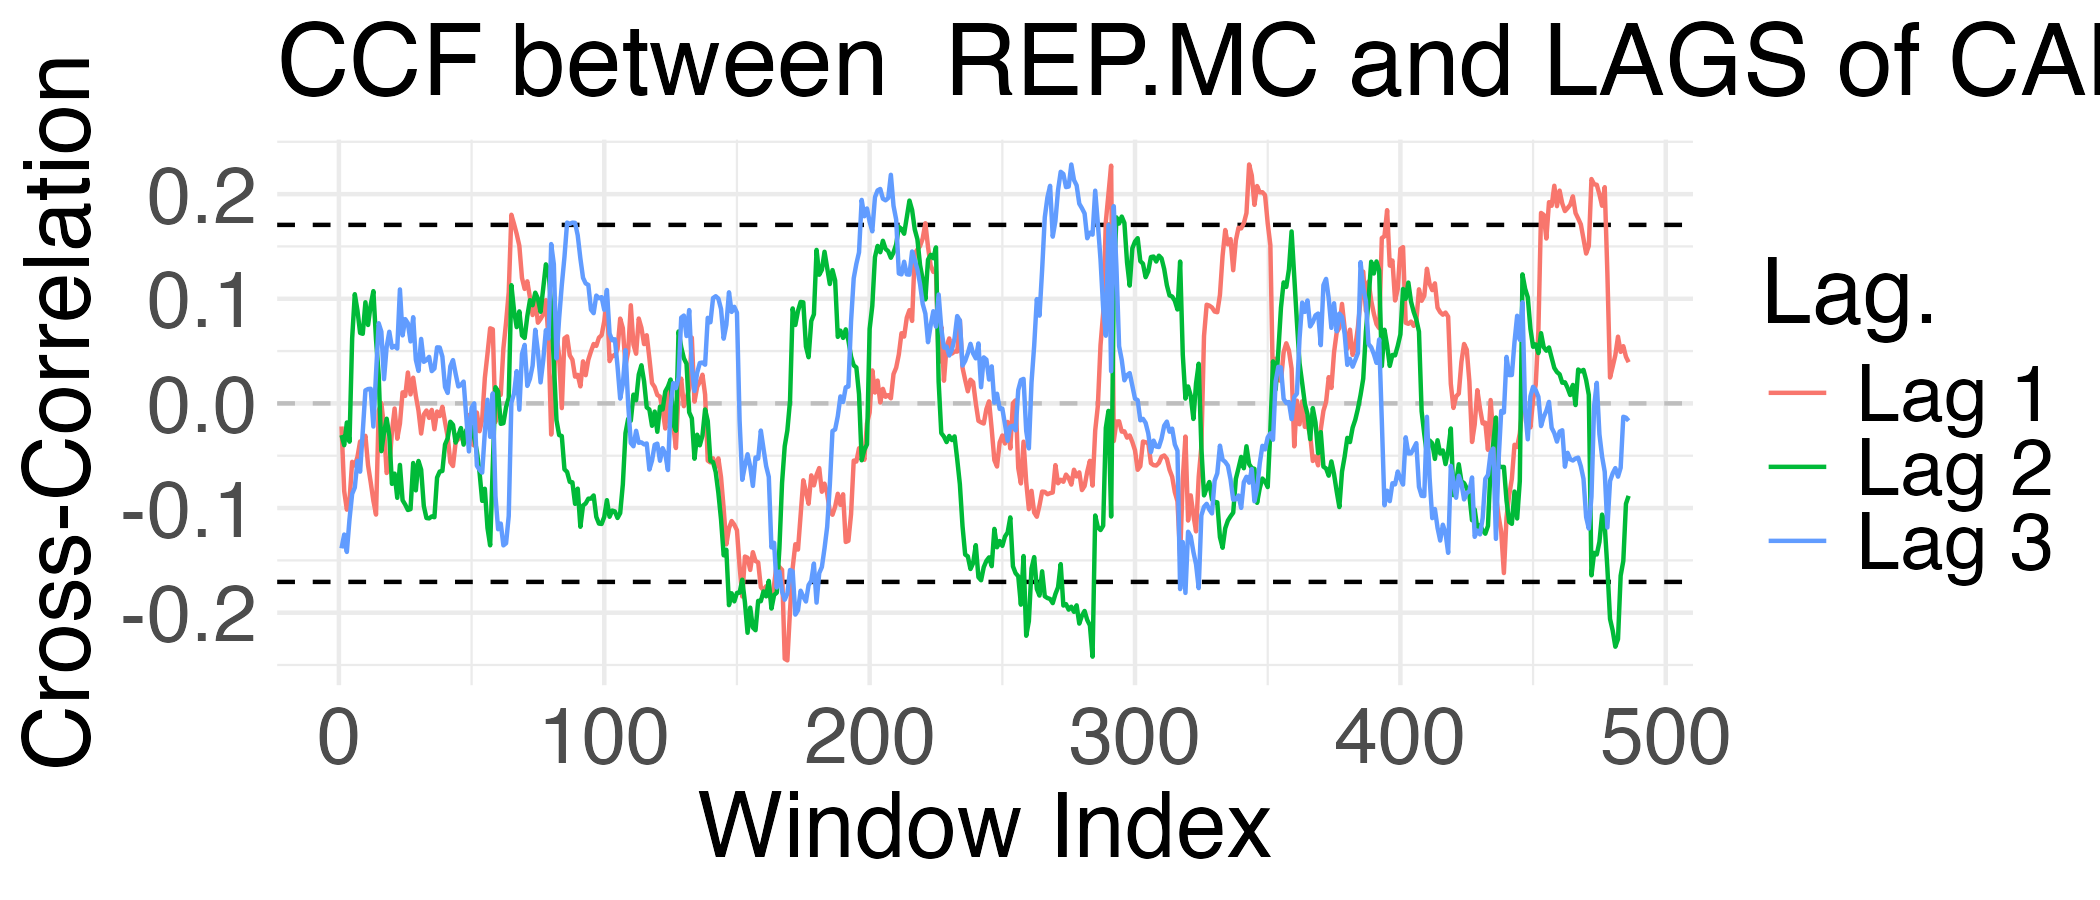 CCF between  REP.MC and LAGS of CA
Cross-Correlation
0.2
0.1
0.0
-0.1
-0.2
0
100
200
300
400
500
Window Index
Lag.
Lag 1
Lag 2
Lag 3